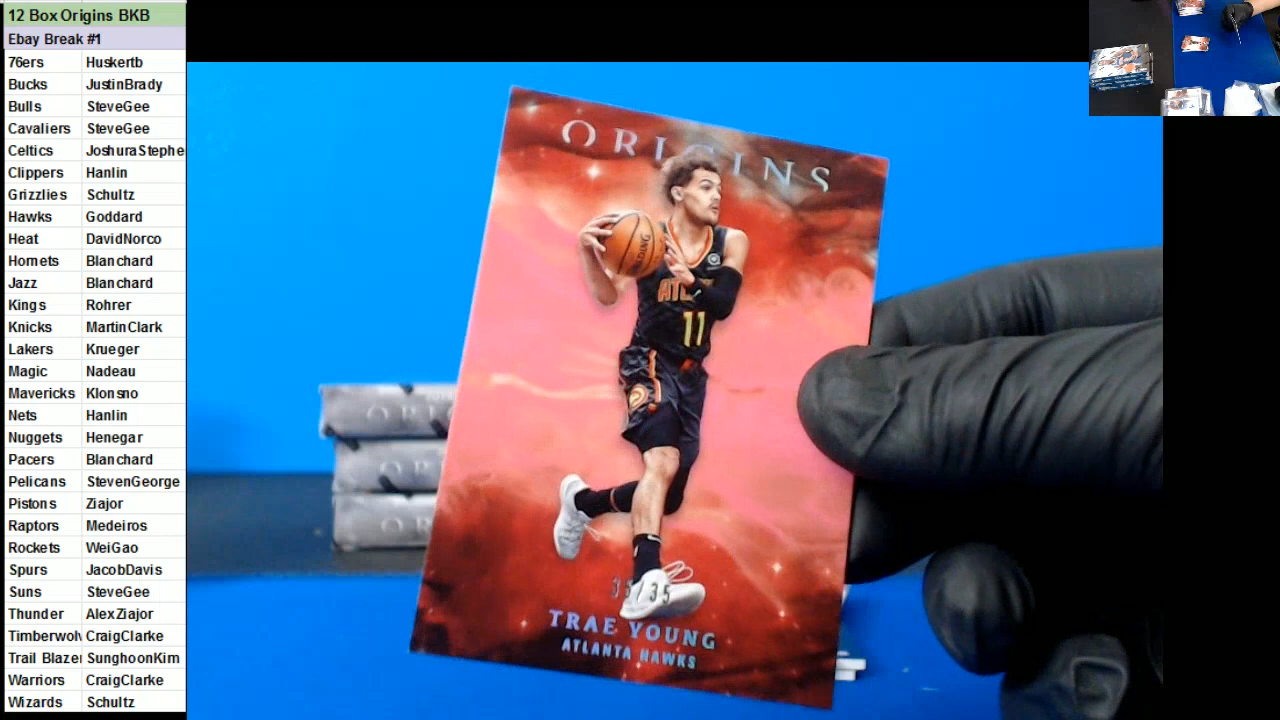 12 Box Origins BKB
Ebay Break #1
76ers Huskertb
Bucks JustinBrady
Bulls SteveGee
Cavaliers SteveGee
Celtics JoshuraStephe
Clippers Hanlin
Grizzlies Schultz
Hawks Goddard
Heat DavidNorco
Hornets Blanchard
Jazz Blanchard
Kings Rohrer
Knicks MartinClark
Lakers Krueger
Magic Nadeau
Mavericks Klonsno
Nets Hanlin
Nuggets Henegar
Pacers Blanchard
Pelicans StevenGeorge
Pistons Ziajor
Raptors Medeiros
Rockets WeiGao
Spurs JacobDavis
Suns SteveGee
Thunder AlexZiajor
Timberwolv CraigClarke
Trail Blazer SunghoonKim
Warriors CraigClarke
Wizards Schultz
ORIGINS
SPALDING
11
TRAE YOUNG
ATLANTA HAWKS